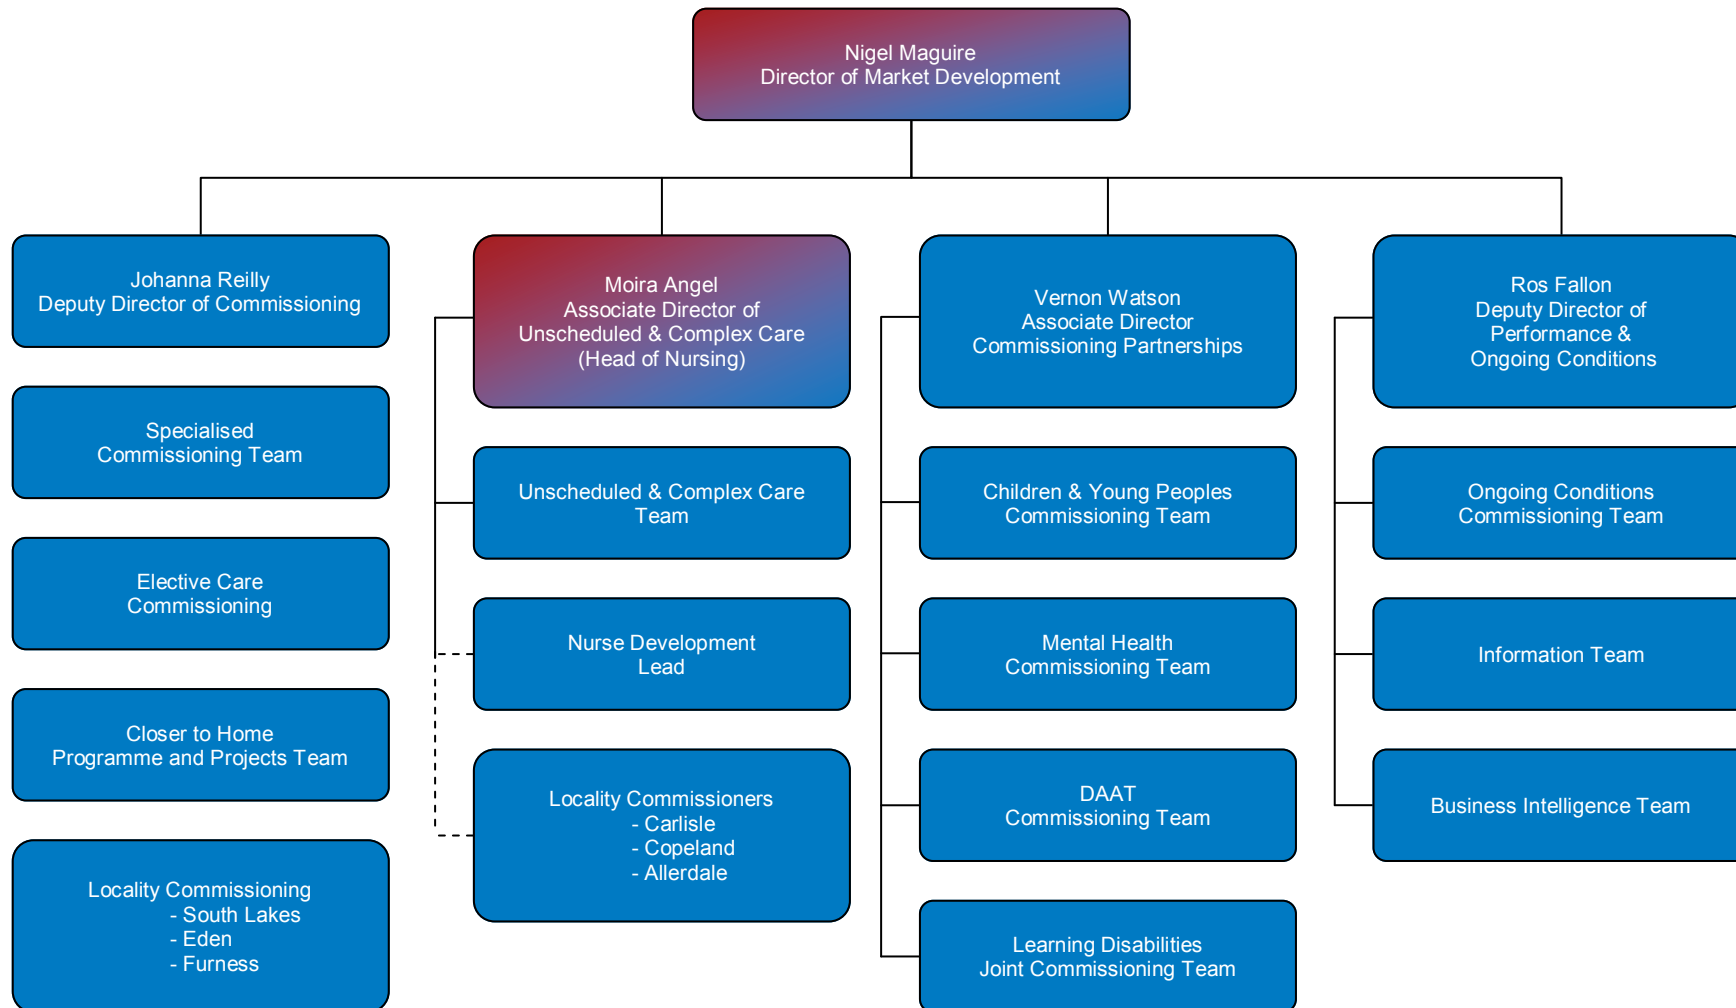 Nigel Maguire
Director of Market Development
Johanna Reilly
Deputy Director of Commissioning
Specialised
Commissioning Team
Elective Care
Commissioning
Closer to Home
Programme and Projects Team
Locality Commissioning
- South Lakes
- Eden
- Furness
Moira Angel
Associate Director of
Unscheduled & Complex Care
(Head of Nursing)
Unscheduled & Complex Care
Team
Nurse Development
Lead
Locality Commissioners
- Carlisle
- Copeland
- Allerdale
Vernon Watson
Associate Director
Commissioning Partnerships
Children & Young Peoples
Commissioning Team
Mental Health
Commissioning Team
DAAT
Commissioning Team
Learning Disabilities
Joint Commissioning Team
Ros Fallon
Deputy Director of
Performance &
Ongoing Conditions
Ongoing Conditions
Commissioning Team
Information Team
Business Intelligence Team